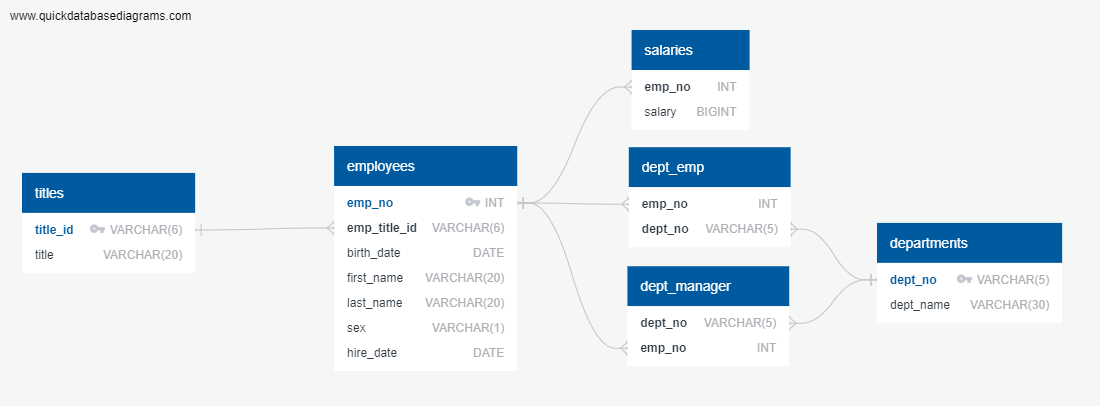 www.quickdatabasediagrams.com
titles
title_id VARCHAR(6)
title VARCHAR(20)
employees
emp_no INT
emp_title_id VARCHAR(6)
birth_date DATE
first_name VARCHAR(20)
last_name VARCHAR(20)
sex VARCHAR(1)
hire_date DATE
salaries
emp_no INT
salary BIGINT
dept_emp
emp_no INT
dept_no VARCHAR(5)
dept_manager
dept_no VARCHAR(5)
emp_no INT
departments
dept_no VARCHAR(5)
dept_name VARCHAR(30)